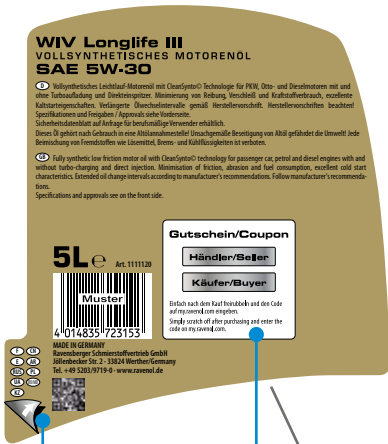 WIV Longlife III
VOLLSYNTHETISCHES MOTORENÖL
SAE 5W-30
D Vollsynthetisches Leichtlauf-Motorenöl mit CleanSynto© Technologie für PKW, Otto- und Dieselmotoren mit und
ohne Turboaufladung und Direkteinspritzer. Minimierung von Reibung, Verschleiß und Kraftstoffverbrauch, exzellente
Kaltstarteigenschaften. Verlängerte Ölwechselintervalle gemäß Herstellervorschrift. Herstellervorschriften beachten!
Spezifikationen und Freigaben / Approvals siehe Vorderseite.
Sicherheitsdatenblatt auf Anfrage für berufsmäßige Verwender erhältlich.
Dieses Öl gehört nach Gebrauch in eine Altölannahmestelle! Unsachgemäße Beseitigung von Altöl gefährdet die Umwelt! Jede
Beimischung von Fremdstoffen wie Lösemittel, Brems- und Kühlflüssigkeiten ist verboten.
GB Fully synthetic low friction motor oil with CleanSynto© technology for passenger car, petrol and diesel engines with and
without turbo-charging and direct injection. Minimisation of friction, abrasion and fuel consumption, excellent cold start
characteristics. Extended oil change intervals according to manufacturer's recommendations. Follow manufacturer's recommenda-
tions.
Specifications and approvals see on the front side.
Gutschein/Coupon
Händler/Seller
Käufer/Buyer
Einfach nach dem Kauf freirubbeln und den Code
auf my.ravenol.com eingeben.
Simply scratch off after purchasing and enter the
code on my.ravenol.com.
5L e
Art. 1111120
Muster
4 014835 723153
MADE IN GERMANY
Ravensberger Schmierstoffvertrieb GmbH
Jöllenbecker Str. 2 - 33824 Werther/Germany
Tel. +49 5203/9719-0 - www.ravenol.de
F CN
E AR
RUS PL
UA
KZ